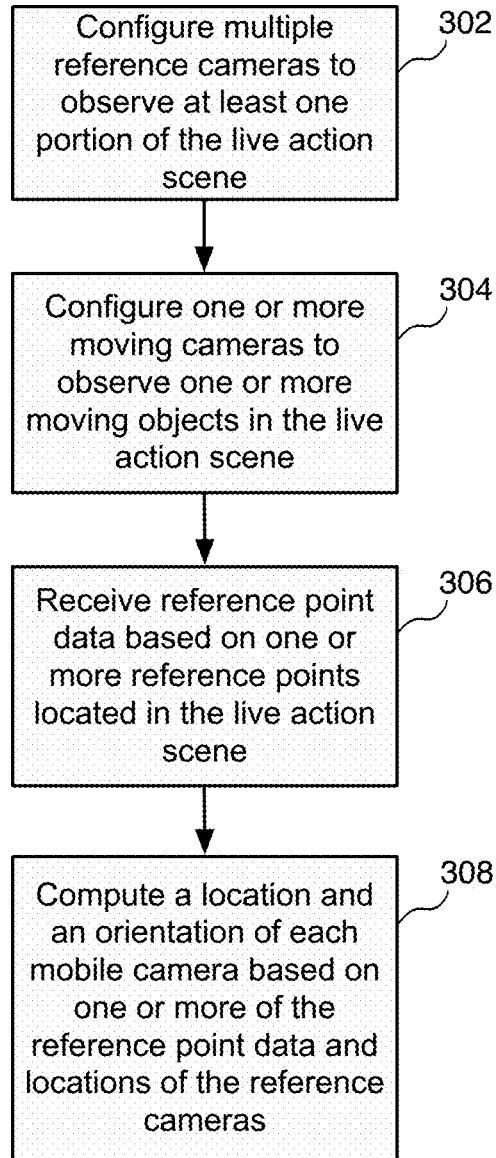 Configure multiple
reference cameras to
observe at least one
portion of the live action
scene
302
Configure one or more
moving cameras to
observe one or more
moving objects in the live
action scene
304
Receive reference point
data based on one or
more reference points
located in the live action
scene
306
Compute a location and
an orientation of each
mobile camera based on
one or more of the
reference point data and
locations of the reference
cameras
308